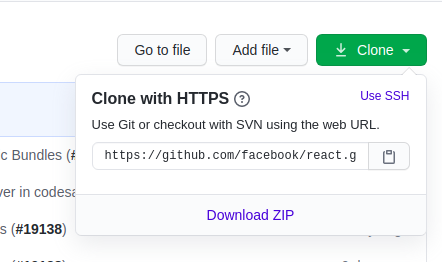 Go to file
Add file
Clone
Clone with HTTPS
Use SSH
Use Git or checkout with SVN using the web URL.
c Bundles (#
https://github.com/facebook/react.g
ver in codesa
Download ZIP
s (#19138)